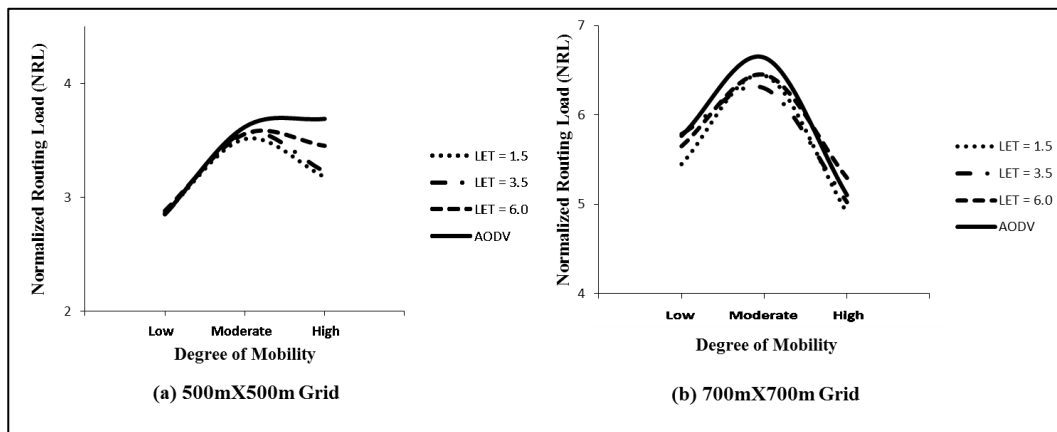 Normalized Routing Load (NRL)
4
3
2
Low Moderate High
Degree of Mobility
LET = 1.5
LET = 3.5
LET = 6.0
AODV
(a) 500mX500m Grid
Normalized Routing Load (NRL)
7
6
5
4
Low Moderate High
Degree of Mobility
LET = 1.5
LET = 3.5
LET = 6.0
AODV
(b) 700mX700m Grid